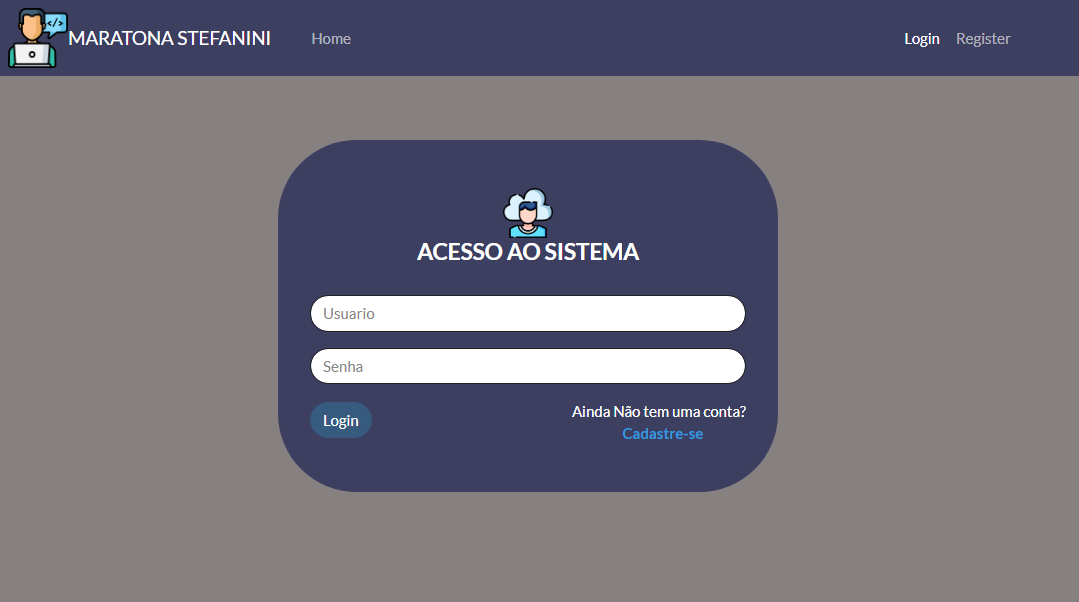 </>
MARATONA STEFANINI
Home
Login
Register
ACESSO AO SISTEMA
Usuario
Senha
Login
Ainda Não tem uma conta?
Cadastre-se